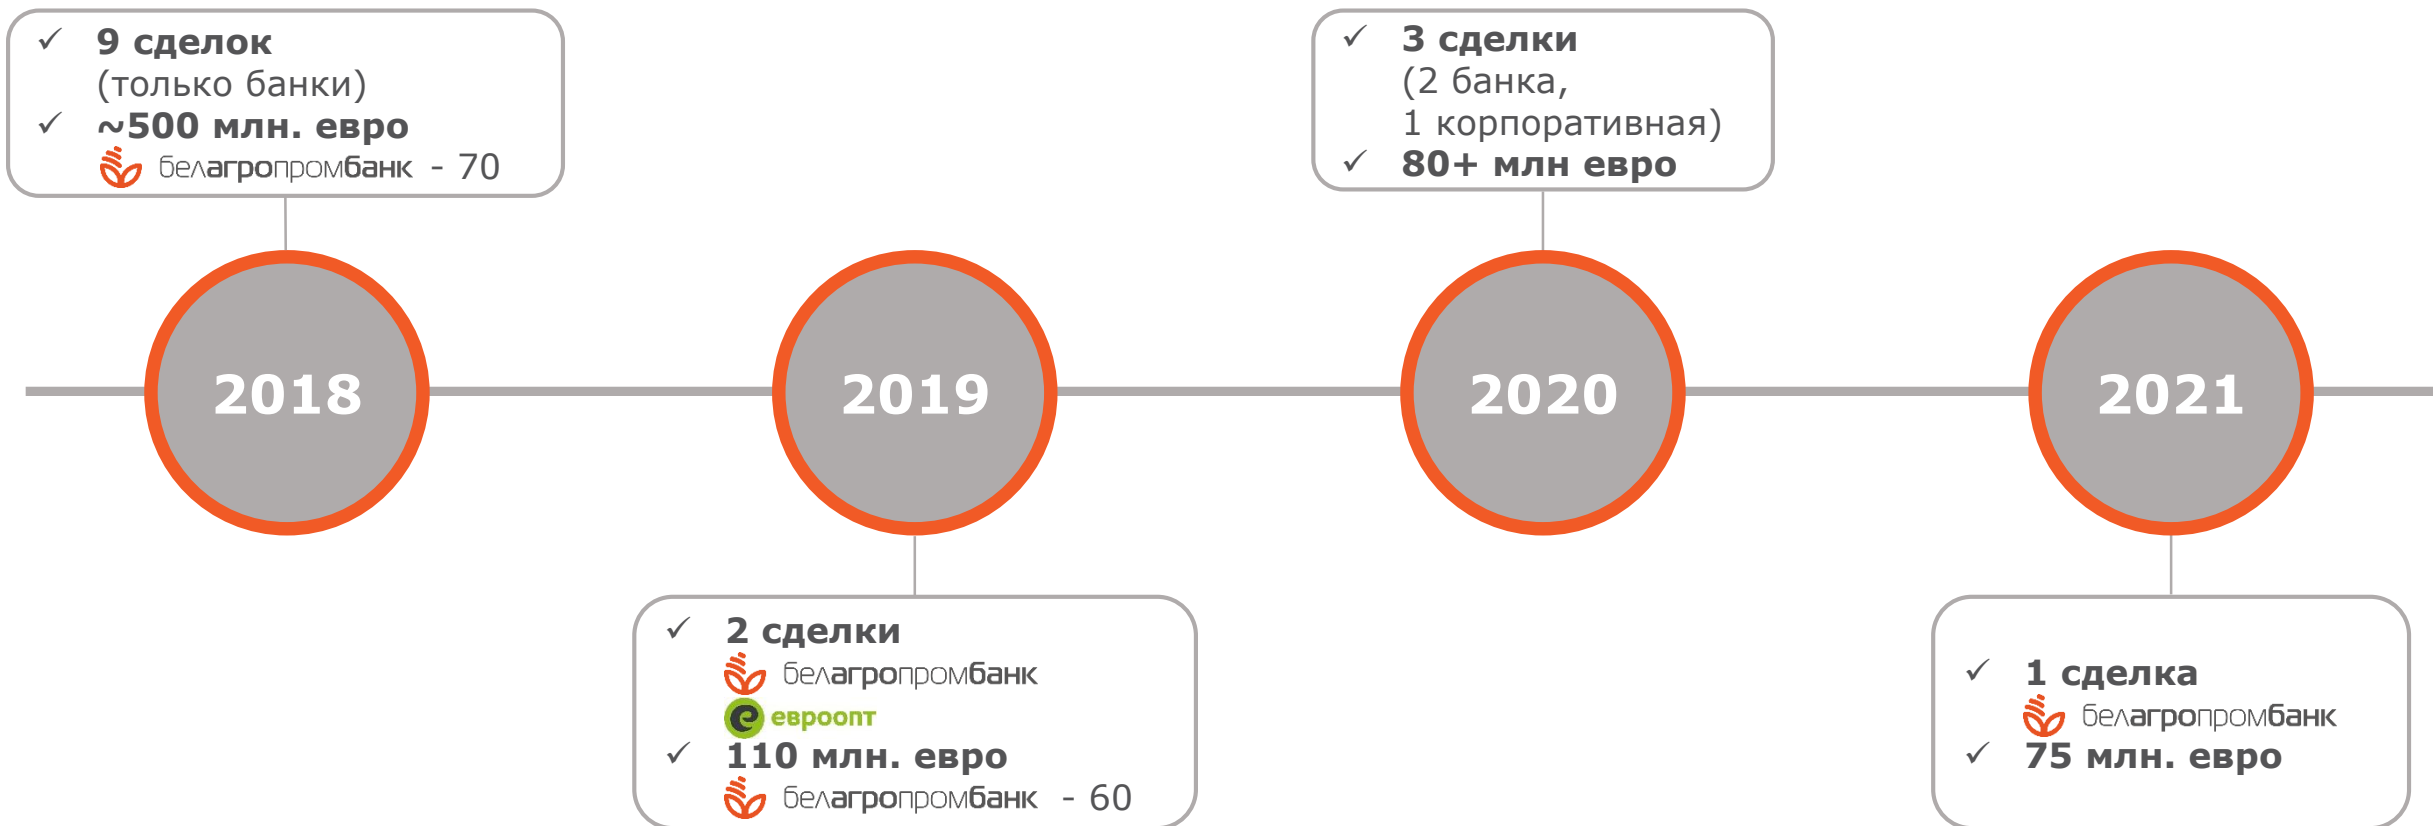 ✓ 9 сделок
(только банки)
✓ ~500 млн. евро
белагропромбанк - 70
2018
2019
✓ 2 сделки
белагропромбанк
евроопт
✓ 110 млн. евро
белагропромбанк - 60
✓ 3 сделки
(2 банка,
1 корпоративная)
✓ 80+ млн евро
2020
2021
✓ 1 сделка
белагропромбанк
✓ 75 млн. евро